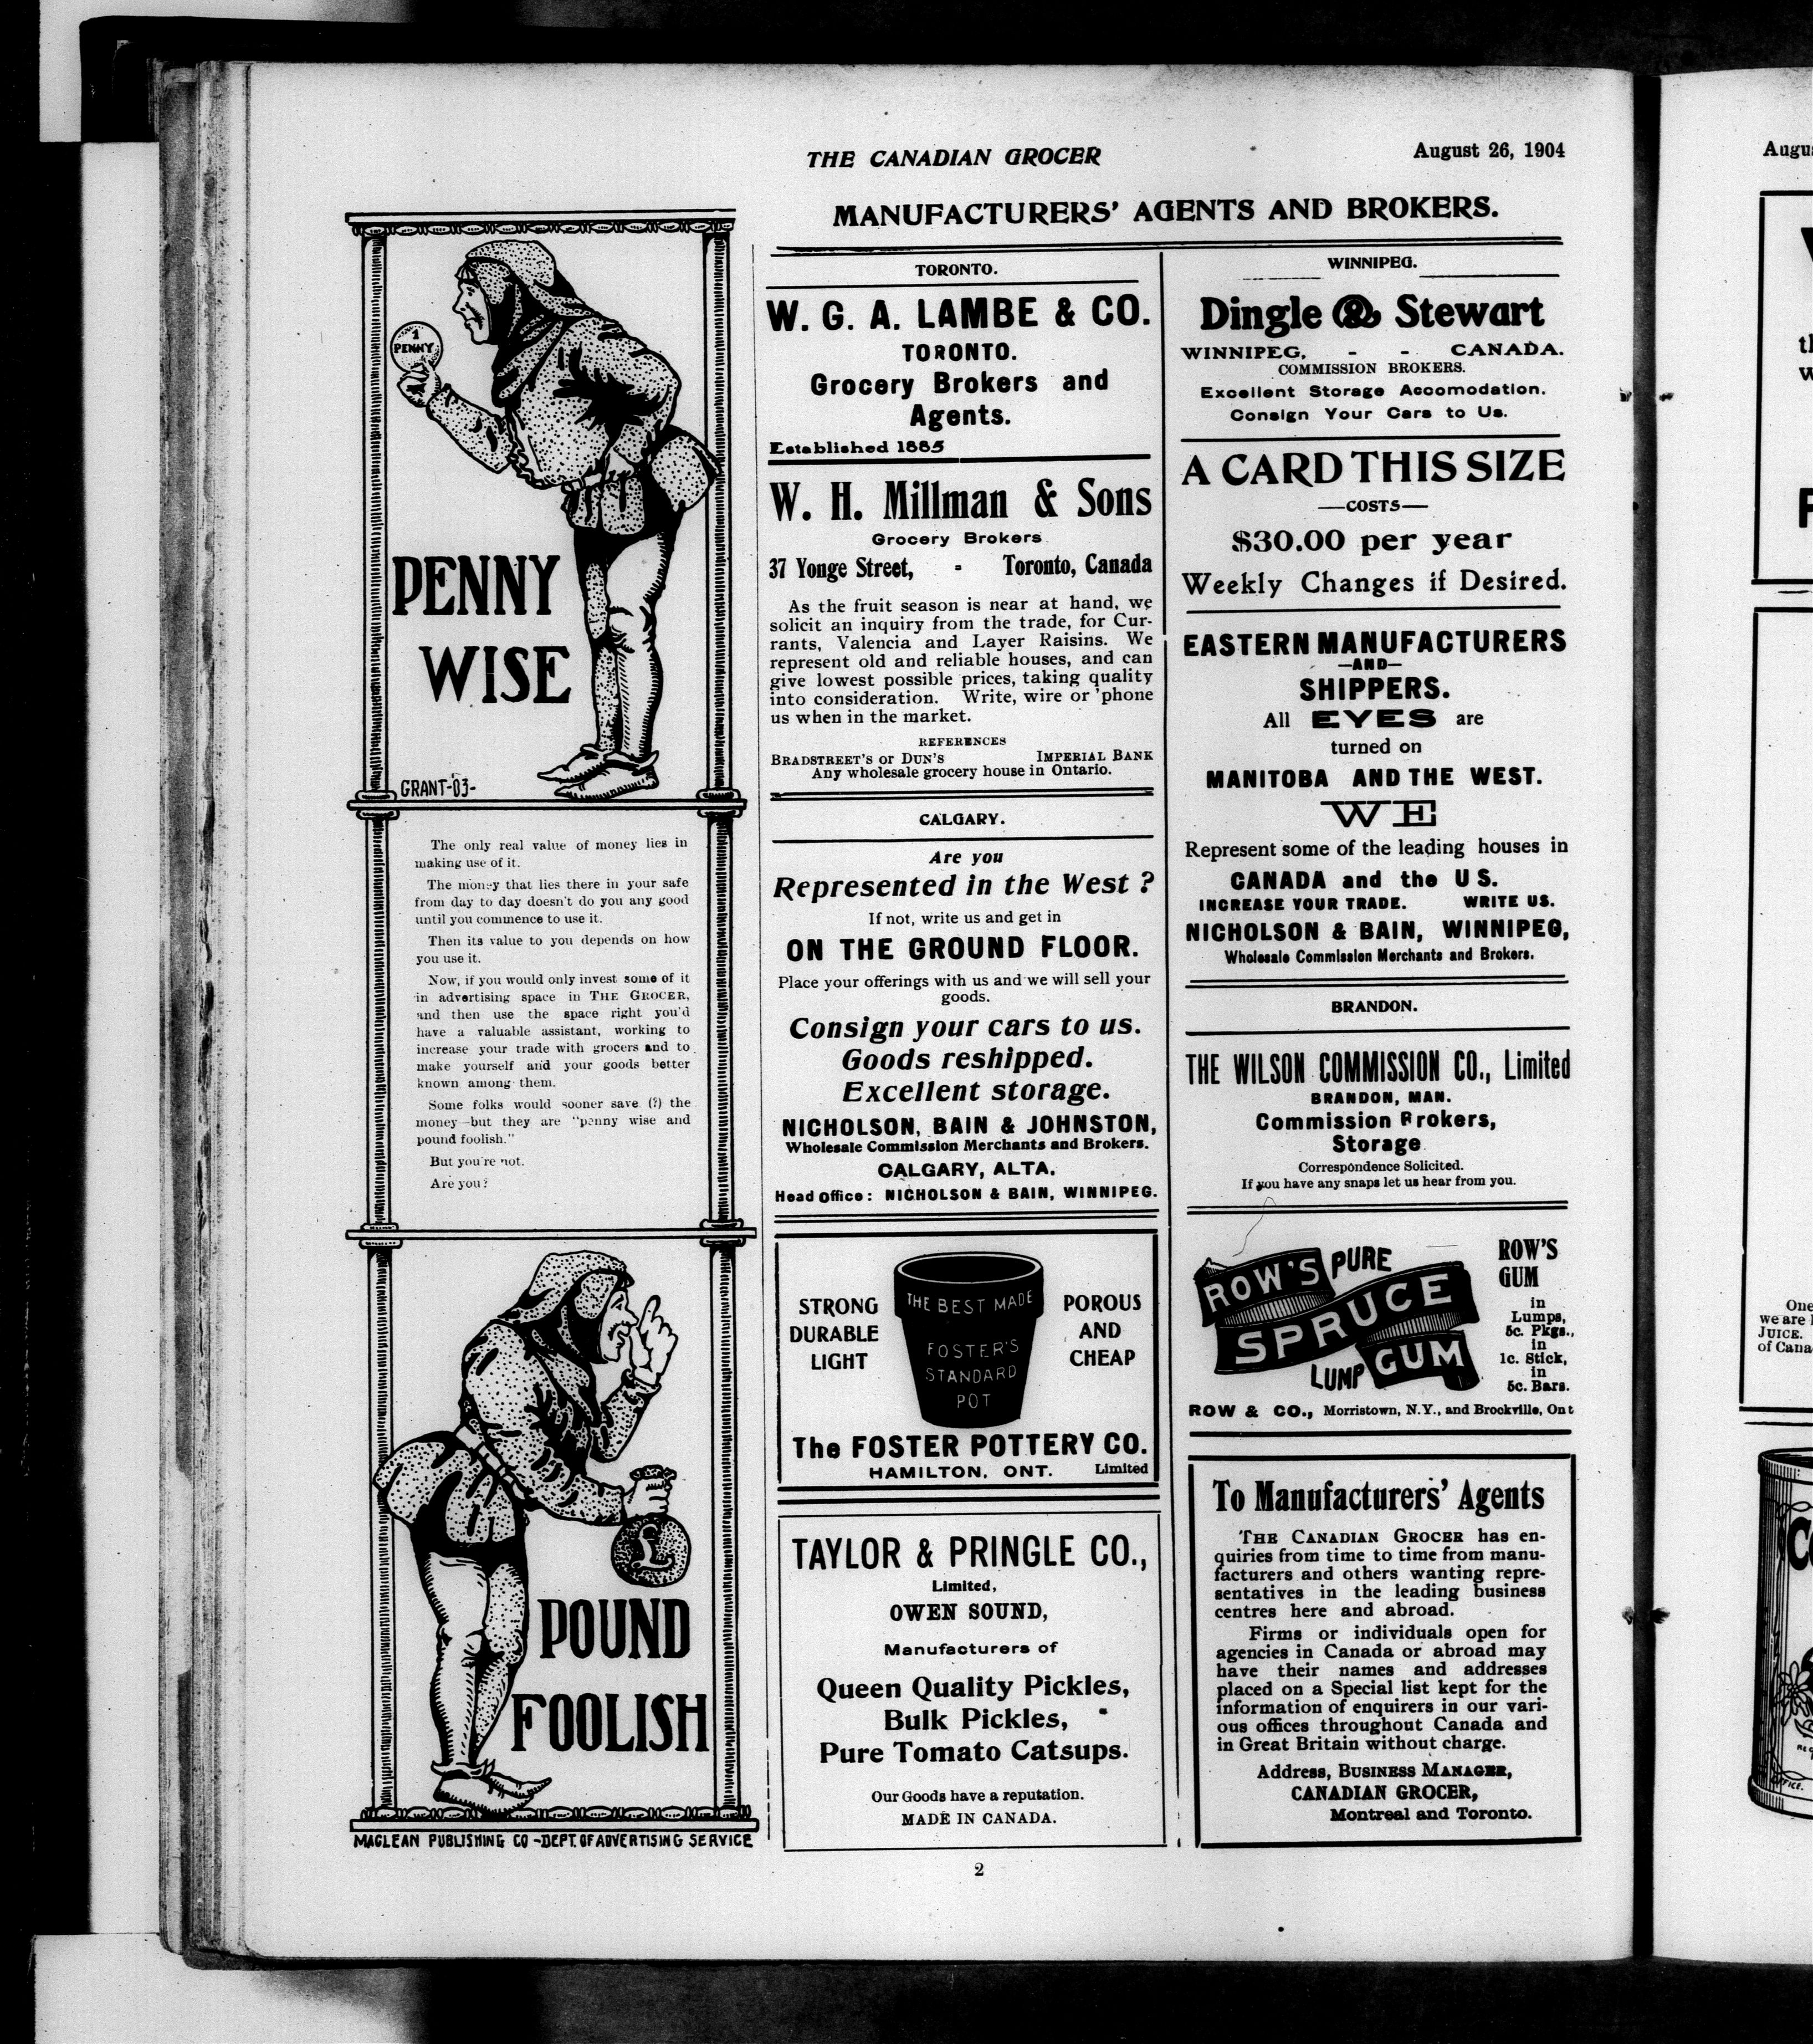 THE CANADIAN GROCER
August 26, 1904
MANUFACTURERS' AGENTS AND BROKERS.
1
PENNY
PENNY
WISE
GRANT-03-
The only real value of money lies in
making use of it.
The money that lies there in your safe
from day to day doesn't do you any good
until you commence to use it.
Then its value to you depends on how
you use it.
Now, if you would only invest some of it
in advertising space in THE GROCER,
and then use the space right you'd
have a valuable assistant, working to
increase your trade with grocers and to
make yourself and your goods better
known among them.
Some folks would sooner save (?) the
money—but they are "penny wise and
pound foolish."
But you're not.
Are you?
£
POUND
FOOLISH
MACLEAN PUBLISHING CO -DEPT. OF ADVERTISING SERVICE
TORONTO.
W. G. A. LAMBE & CO.
TORONTO.
Grocery Brokers and
Agents.
Established 1885
W. H. Millman & Sons
Grocery Brokers
37 Yonge Street, - Toronto, Canada
As the fruit season is near at hand, we
solicit an inquiry from the trade, for Cur-
rants, Valencia and Layer Raisins. We
represent old and reliable houses, and can
give lowest possible prices, taking quality
into consideration. Write, wire or 'phone
us when in the market.
REFERENCES
BRADSTREET'S OR DUN'S IMPERIAL BANK
Any wholesale grocery house in Ontario.
CALGARY.
Are you
Represented in the West ?
If not, write us and get in
ON THE GROUND FLOOR.
Place your offerings with us and we will sell your
goods.
Consign your cars to us.
Goods reshipped.
Excellent storage.
NICHOLSON, BAIN & JOHNSTON,
Wholesale Commission Merchants and Brokers.
CALGARY, ALTA.
Head Office: NICHOLSON & BAIN, WINNIPEG.
STRONG
DURABLE
LIGHT
THE BEST MADE
FOSTER'S
STANDARD
POT
POROUS
AND
CHEAP
The FOSTER POTTERY CO.
HAMILTON, ONT. Limited
TAYLOR & PRINGLE CO.,
Limited,
OWEN SOUND,
Manufacturers of
Queen Quality Pickles,
Bulk Pickles,
Pure Tomato Catsups.
Our Goods have a reputation.
MADE IN CANADA.
WINNIPEG.
Dingle & Stewart
WINNIPEG, - - CANADA.
COMMISSION BROKERS.
Excellent Storage Accomodation.
Consign Your Cars to Us.
A CARD THIS SIZE
—COSTS—
$30.00 per year
Weekly Changes if Desired.
EASTERN MANUFACTURERS
—AND—
SHIPPERS.
All EYES are
turned on
MANITOBA AND THE WEST.
WE
Represent some of the leading houses in
CANADA and the U S.
INCREASE YOUR TRADE. WRITE US.
NICHOLSON & BAIN, WINNIPEG,
Wholesale Commission Merchants and Brokers.
BRANDON.
THE WILSON COMMISSION CO., Limited
BRANDON, MAN.
Commission Brokers,
Storage
Correspondence Solicited.
If you have any snaps let us hear from you.
ROW'S PURE
SPRUCE
LUMP GUM
ROW'S
GUM
in
Lumps,
5c. Pkgs.,
in
1c. Stick,
in
5c. Bars.
ROW & CO., Morristown, N.Y., and Brockville, Ont
To Manufacturers' Agents
THE CANADIAN GROCER has en-
quiries from time to time from manu-
facturers and others wanting repre-
sentatives in the leading business
centres here and abroad.
Firms or individuals open for
agencies in Canada or abroad may
have their names and addresses
placed on a Special list kept for the
information of enquirers in our vari-
ous offices throughout Canada and
in Great Britain without charge.
Address, BUSINESS MANAGER,
CANADIAN GROCER,
Montreal and Toronto.
2
One
we are
JUICE.
of Cana